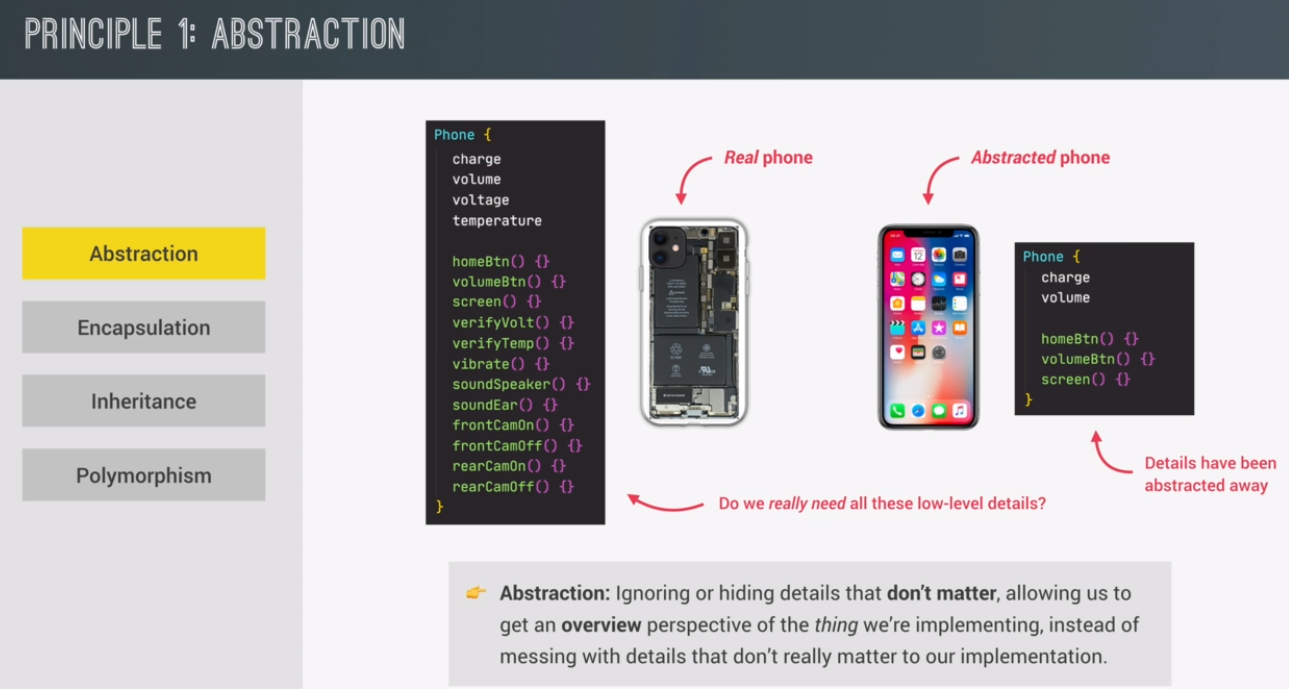 PRINCIPLE 1: ABSTRACTION
Abstraction
Encapsulation
Inheritance
Polymorphism
Phone {
charge
volume
voltage
temperature
homeBtn() {}
volumeBtn() {}
screen() {}
verifyVolt() {}
verifyTemp() {}
vibrate() {}
soundSpeaker() {}
soundEar() {}
frontCamOn() {}
frontCamOff() {}
rearCamOn() {}
rearCamOff() {}
}
Real phone
Abstracted phone
Phone {
charge
volume
homeBtn() {}
volumeBtn() {}
screen() {}
}
Details have been
abstracted away
Do we really need all these low-level details?
👉 Abstraction: Ignoring or hiding details that don’t matter, allowing us to
get an overview perspective of the thing we’re implementing, instead of
messing with details that don’t really matter to our implementation.